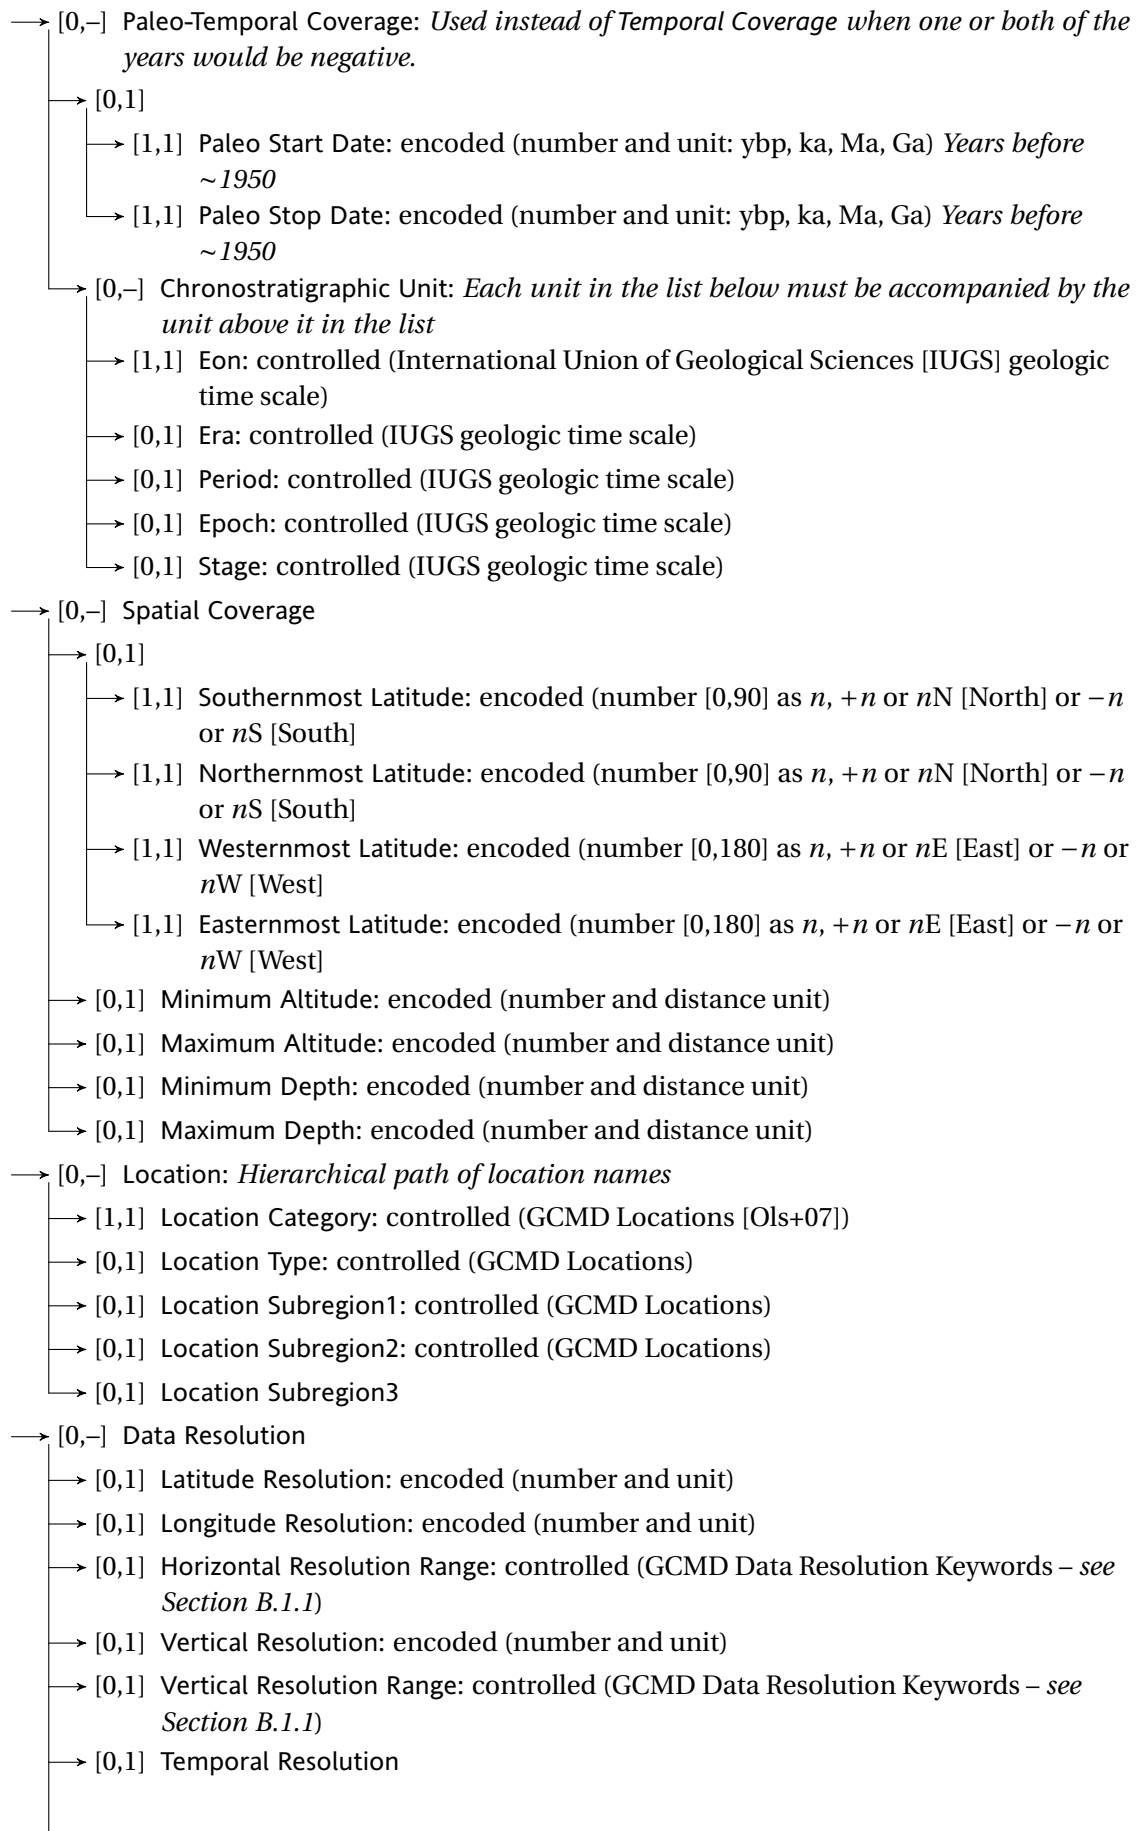 [0,–] Paleo-Temporal Coverage: Used instead of Temporal Coverage when one or both of the
years would be negative.
[0,1]
[1,1] Paleo Start Date: encoded (number and unit: ybp, ka, Ma, Ga) Years before
~1950
[1,1] Paleo Stop Date: encoded (number and unit: ybp, ka, Ma, Ga) Years before
~1950
[0,–] Chronostratigraphic Unit: Each unit in the list below must be accompanied by the
unit above it in the list
[1,1] Eon: controlled (International Union of Geological Sciences [IUGS] geologic
time scale)
[0,1] Era: controlled (IUGS geologic time scale)
[0,1] Period: controlled (IUGS geologic time scale)
[0,1] Epoch: controlled (IUGS geologic time scale)
[0,1] Stage: controlled (IUGS geologic time scale)
[0,–] Spatial Coverage
[0,1]
[1,1] Southernmost Latitude: encoded (number [0,90] as n, +n or nN [North] or −n
or nS [South]
[1,1] Northernmost Latitude: encoded (number [0,90] as n, +n or nN [North] or −n
or nS [South]
[1,1] Westernmost Latitude: encoded (number [0,180] as n, +n or nE [East] or −n or
nW [West]
[1,1] Easternmost Latitude: encoded (number [0,180] as n, +n or nE [East] or −n or
nW [West]
[0,1] Minimum Altitude: encoded (number and distance unit)
[0,1] Maximum Altitude: encoded (number and distance unit)
[0,1] Minimum Depth: encoded (number and distance unit)
[0,1] Maximum Depth: encoded (number and distance unit)
[0,–] Location: Hierarchical path of location names
[1,1] Location Category: controlled (GCMD Locations [Ols+07])
[0,1] Location Type: controlled (GCMD Locations)
[0,1] Location Subregion1: controlled (GCMD Locations)
[0,1] Location Subregion2: controlled (GCMD Locations)
[0,1] Location Subregion3
[0,–] Data Resolution
[0,1] Latitude Resolution: encoded (number and unit)
[0,1] Longitude Resolution: encoded (number and unit)
[0,1] Horizontal Resolution Range: controlled (GCMD Data Resolution Keywords – see
Section B.1.1)
[0,1] Vertical Resolution: encoded (number and unit)
[0,1] Vertical Resolution Range: controlled (GCMD Data Resolution Keywords – see
Section B.1.1)
[0,1] Temporal Resolution